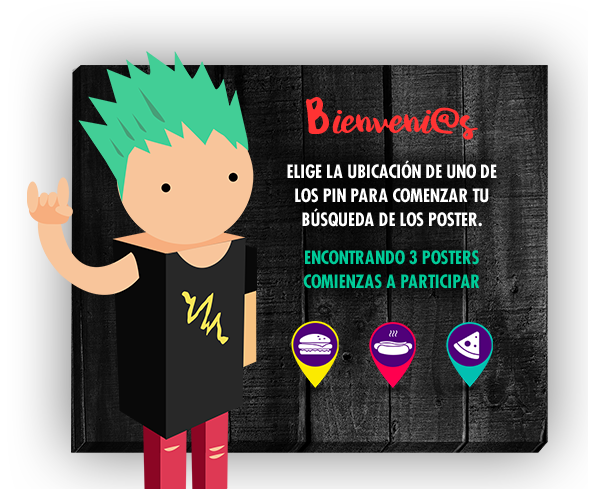 Bienveni@s
ELIGE LA UBICACIÓN DE UNO DE
LOS PIN PARA COMENZAR TU
BÚSQUEDA DE LOS POSTER.
ENCONTRANDO 3 POSTERS
COMIENZAS A PARTICIPAR